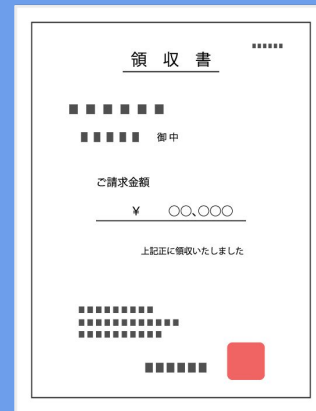 領 収 書
御中
ご請求金額
¥ 〇〇、〇〇〇
上記正に領収いたしました